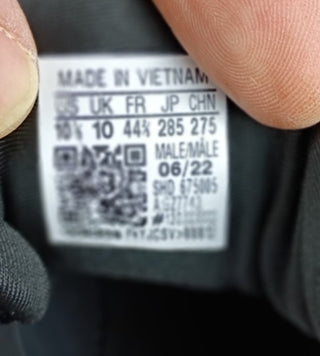 MADE IN VIETNAM
US UK FR JP CHN
10½ 10 44⅔ 285 275
MALE/MÂLE
06/22
SHD 675005